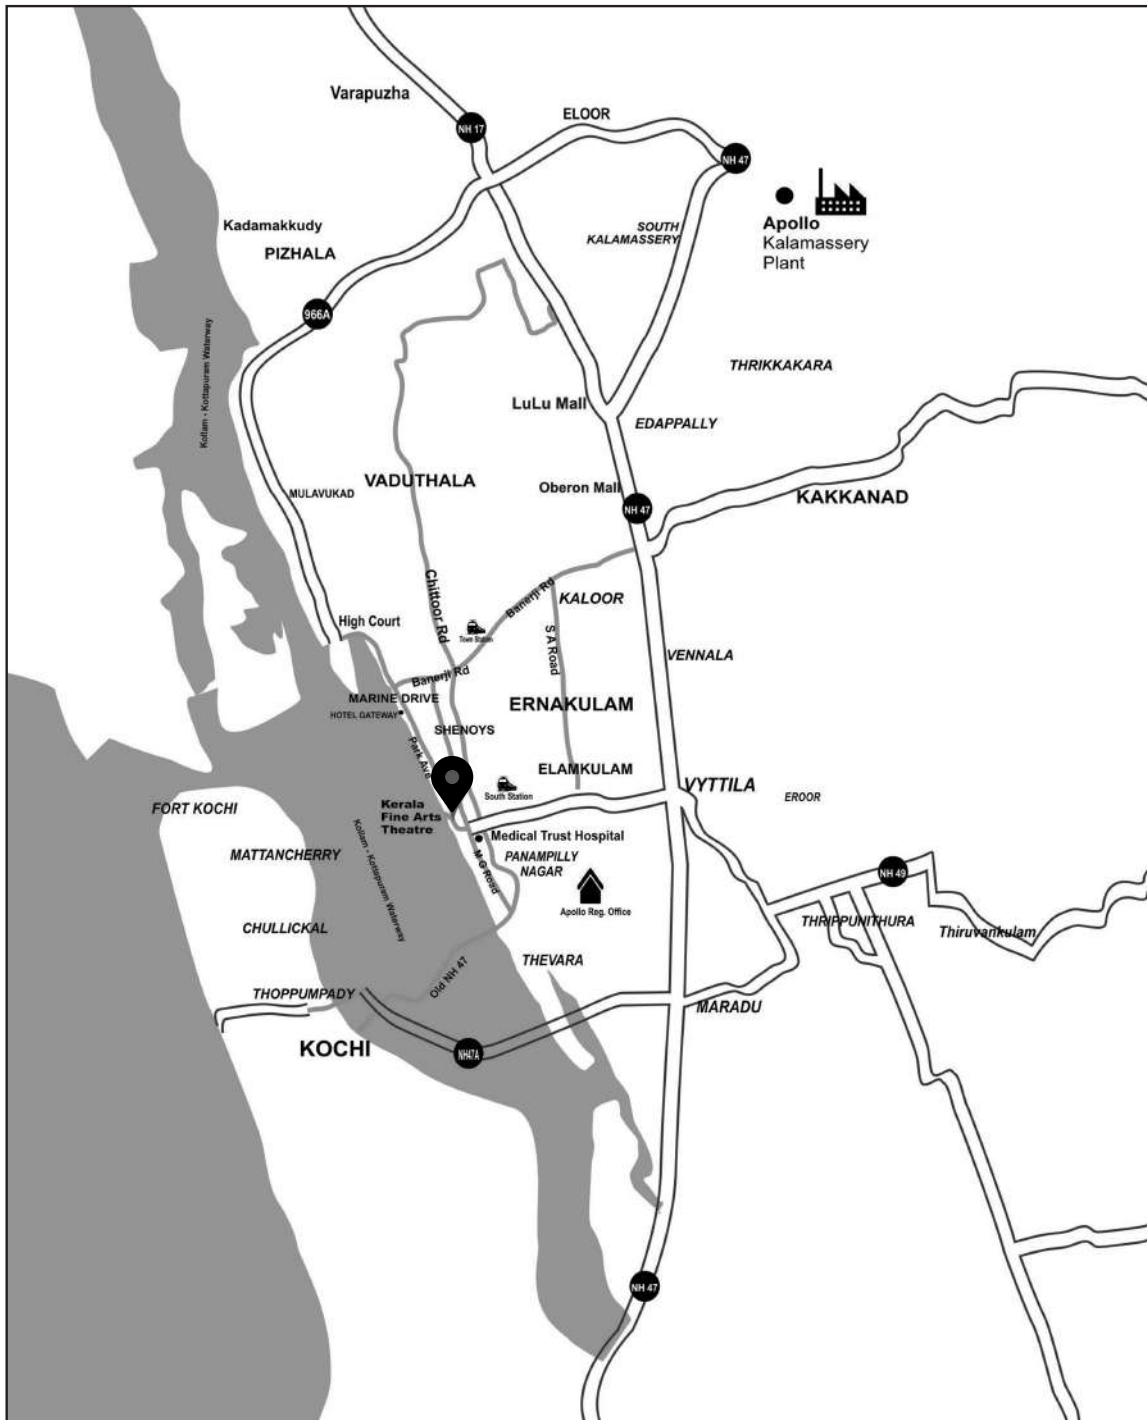 Varapuzha
NH 17
ELOOR
NH 47
Apollo
Kalamassery
Plant
SOUTH
KALAMASSERY
Kadamakkudy
PIZHALA
966A
Kollam - Kottapuram Waterway
THRIKKAKARA
LuLu Mall
EDAPPALLY
VADUTHALA
MULAVUKAD
Oberon Mall
NH 47
KAKKANAD
Chittoor Rd
Banerji Rd
KALOOR
High Court
Town Station
S A Road
VENNALA
Banerji Rd
MARINE DRIVE
HOTEL GATEWAY
ERNAKULAM
SHENOYS
Park Ave
ELAMKULAM
South Station
VYTTILA
EROOR
FORT KOCHI
Kerala
Fine Arts
Theatre
Kollam - Kottapuram Waterway
Medical Trust Hospital
MATTANCHERRY
M G Road
PANAMPILLY
NAGAR
NH 49
Apollo Reg. Office
THRIPPUNITHURA
Thiruvankulam
CHULLICKAL
THEVARA
Old NH 47
THOPPUMPADY
MARADU
KOCHI
NH47A
NH 47